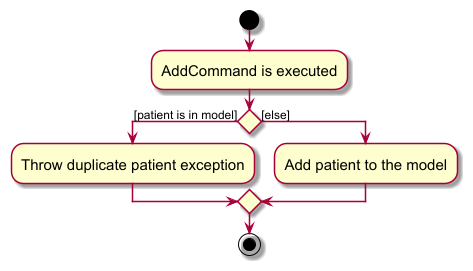 AddCommand is executed
[patient is in model]
[else]
Throw duplicate patient exception
Add patient to the model